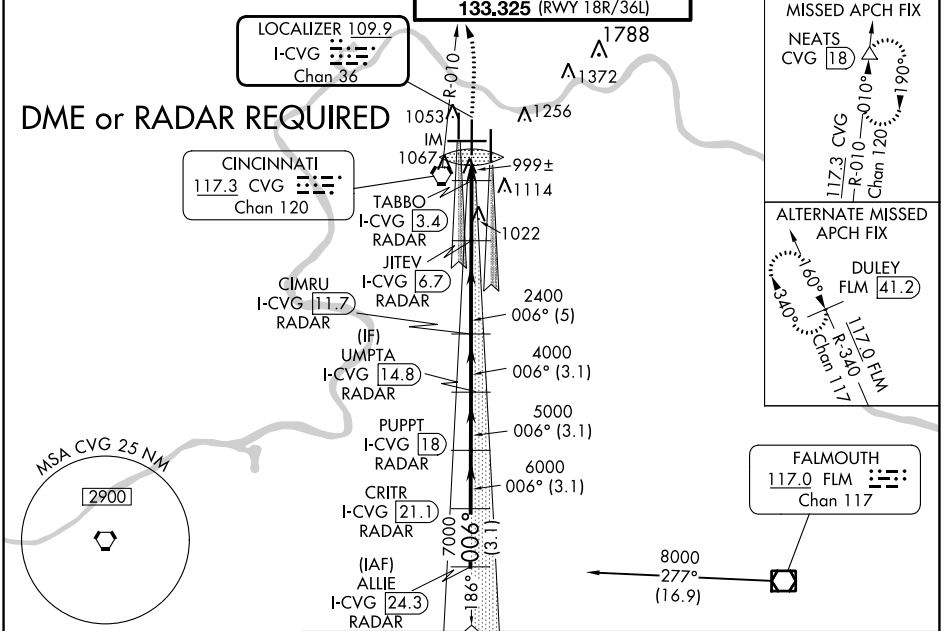 133.325 (RWY 18R/36L)
LOCALIZER 109.9
I-CVG
Chan 36
R-010
1788
1372
MISSED APCH FIX
NEATS
CVG 18
010°
190°
117.3 CVG
R-010
Chan 120
DME or RADAR REQUIRED
1053
1256
IM
1067
999±
1114
CINCINNATI
117.3 CVG
Chan 120
TABBO
I-CVG 3.4
RADAR
1022
ALTERNATE MISSED
APCH FIX
DULEY
FLM 41.2
160°
340°
117.0 FLM
R-340
Chan 117
JITEV
I-CVG 6.7
RADAR
CIMRU
I-CVG 11.7
RADAR
2400
006° (5)
(IF)
UMPTA
I-CVG 14.8
RADAR
4000
006° (3.1)
PUPPT
I-CVG 18
RADAR
5000
006° (3.1)
MSA CVG 25 NM
2900
6000
006° (3.1)
CRITR
I-CVG 21.1
RADAR
7000
006°
(3.1)
FALMOUTH
117.0 FLM
Chan 117
(IAF)
ALLIE
I-CVG 24.3
RADAR
186°
8000
277°
(16.9)